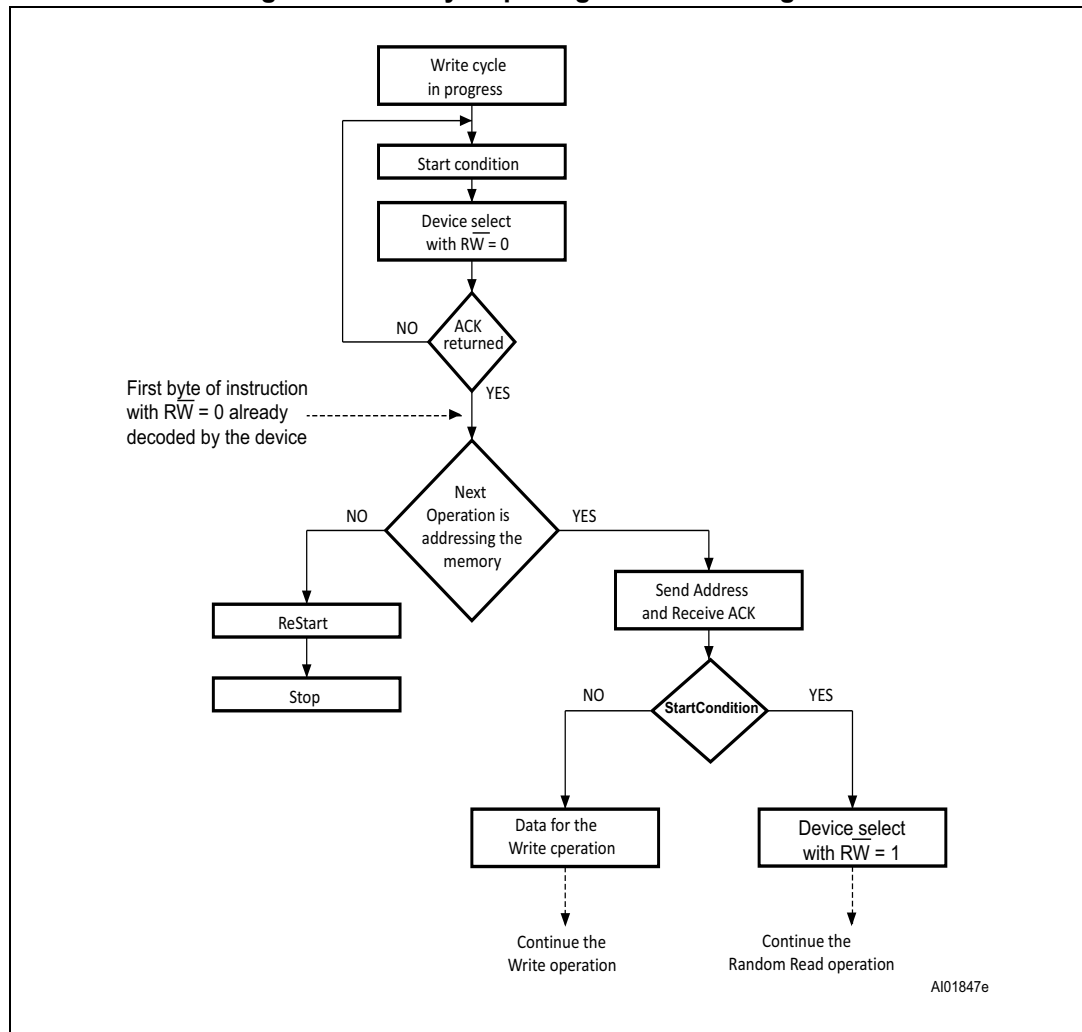 Write cycle
in progress
Start condition
Device select
with RW̅ = 0
ACK
returned
NO
YES
First byte of instruction
with RW̅ = 0 already
decoded by the device
Next
Operation is
addressing the
memory
NO
YES
ReStart
Stop
Send Address
and Receive ACK
StartCondition
NO
YES
Data for the
Write cperation
Device select
with RW̅ = 1
Continue the
Write operation
Continue the
Random Read operation
AI01847e